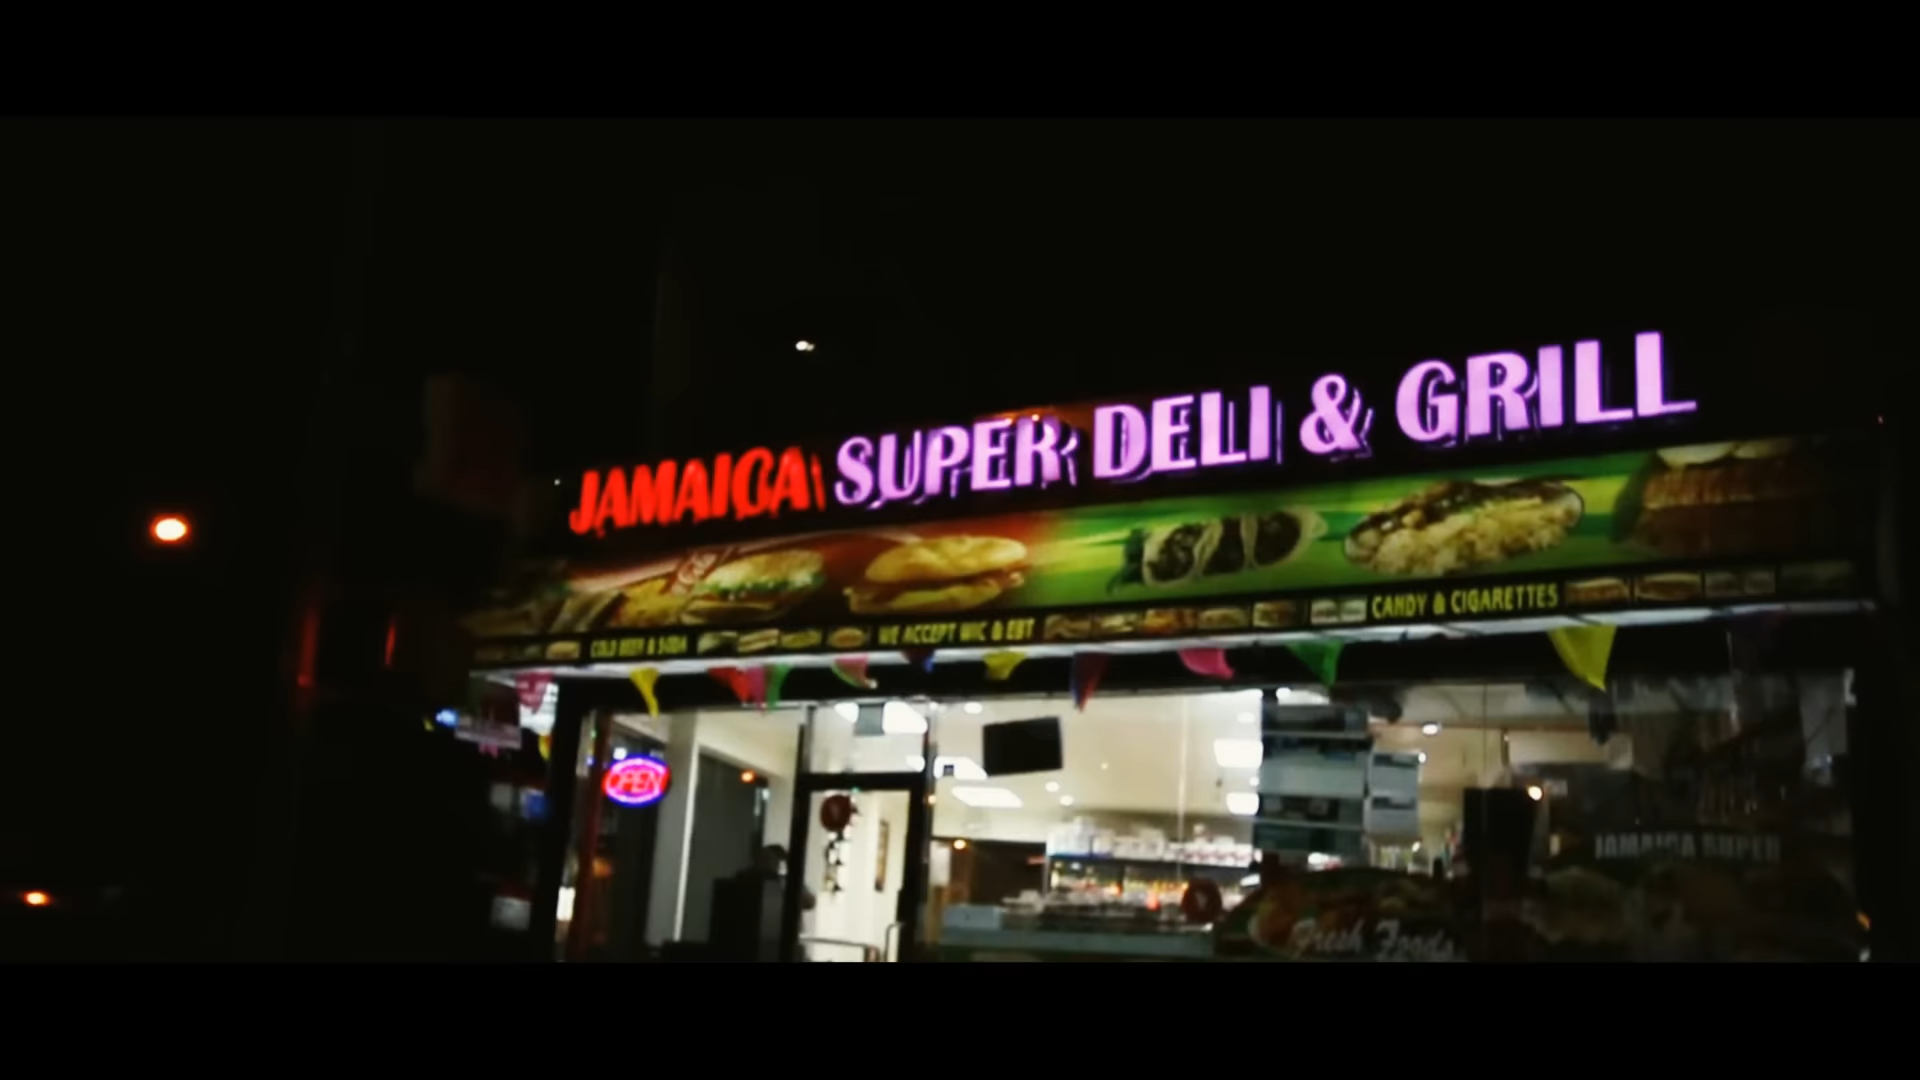 JAMAICA SUPER DELI & GRILL
COLD BEER & SODA WE ACCEPT WIC & EBT CANDY & CIGARETTES
OPEN
JAMAICA SUPER
Fresh Foods